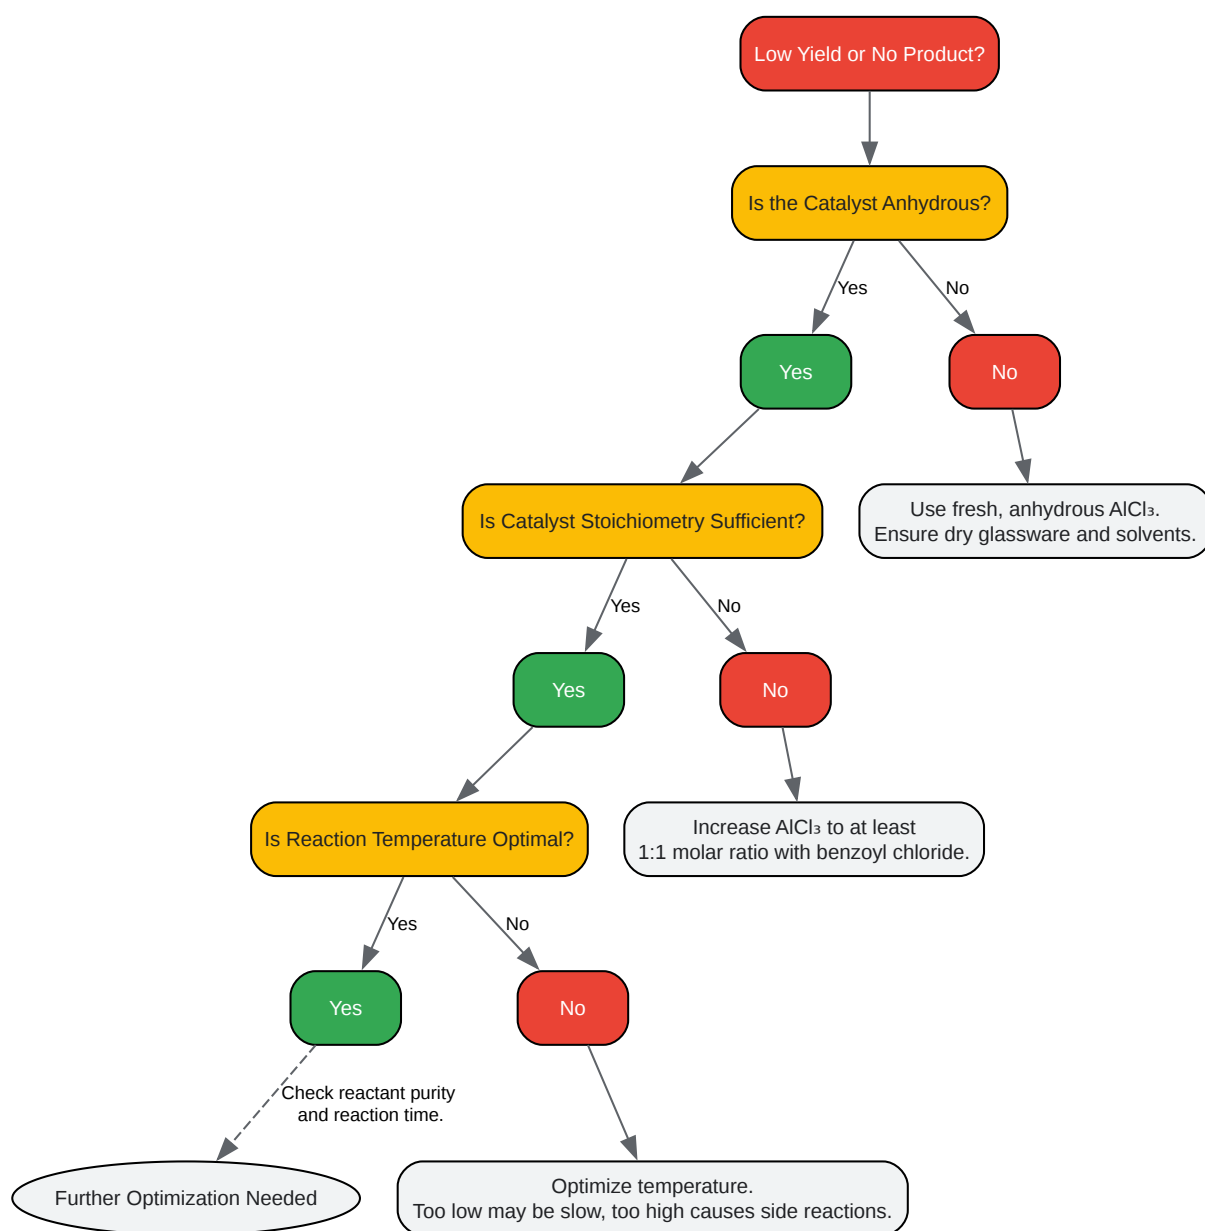 Low Yield or No Product?
Is the Catalyst Anhydrous?
Yes
No
Yes
No
Is Catalyst Stoichiometry Sufficient?
Use fresh, anhydrous AlCl₃.
Ensure dry glassware and solvents.
Yes
No
Yes
No
Is Reaction Temperature Optimal?
Increase AlCl₃ to at least
1:1 molar ratio with benzoyl chloride.
Yes
No
Yes
No
Check reactant purity
and reaction time.
Further Optimization Needed
Optimize temperature.
Too low may be slow, too high causes side reactions.